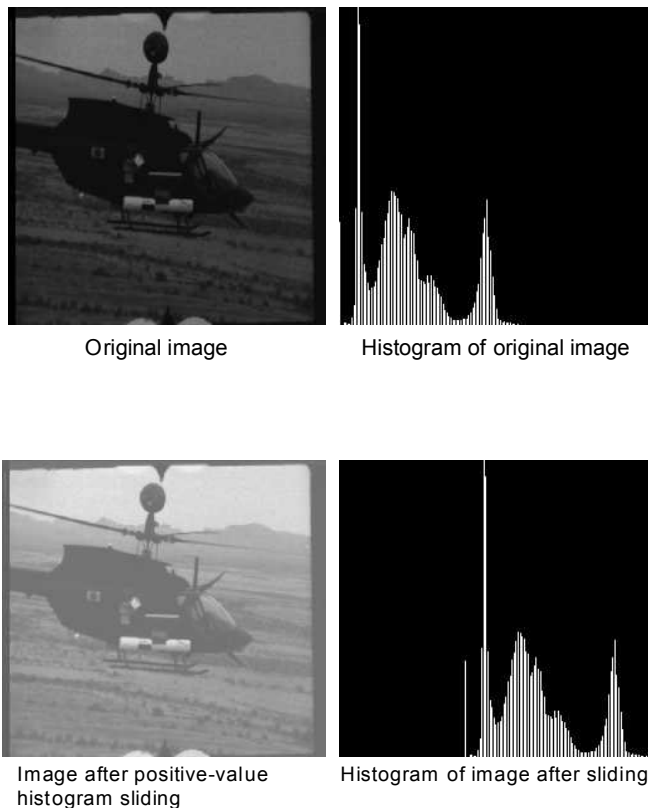 Original image
Histogram of original image
Image after positive-value
histogram sliding
Histogram of image after sliding